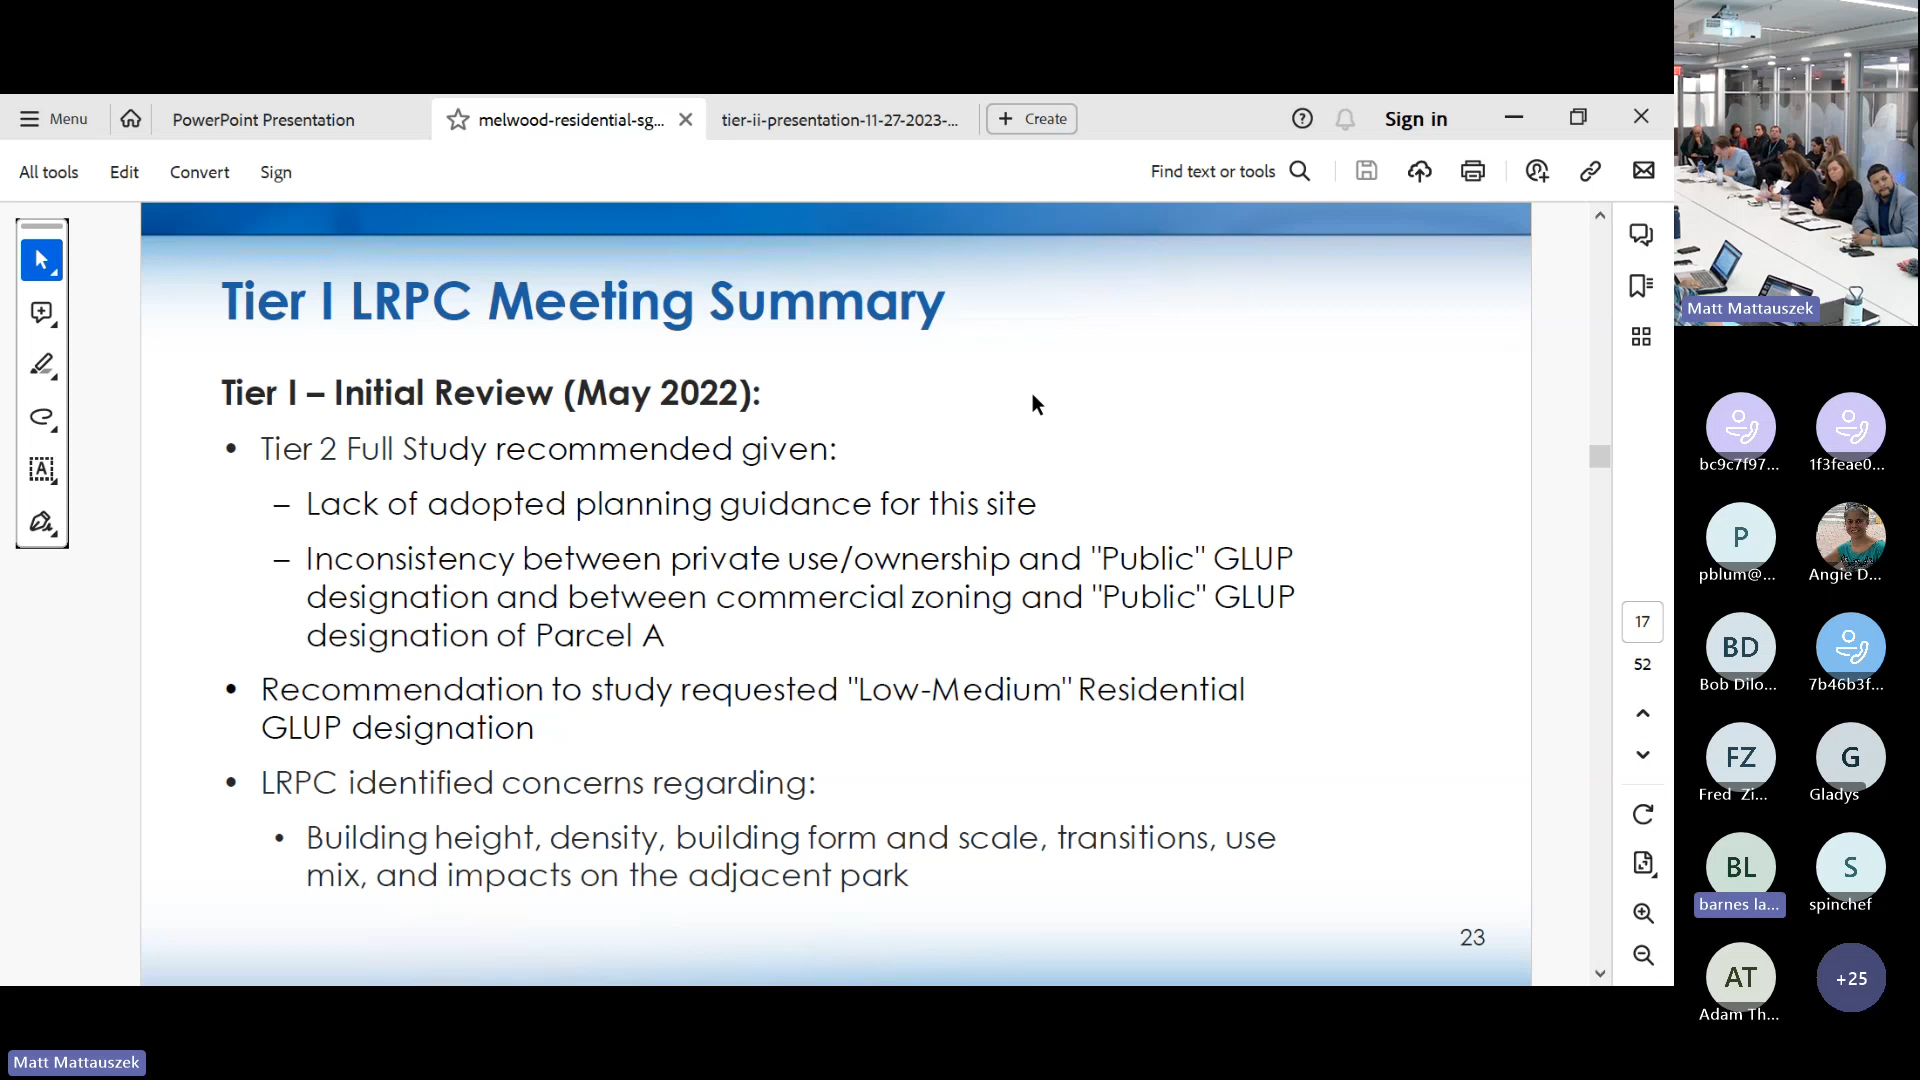 Menu
PowerPoint Presentation
melwood-residential-sg...
tier-ii-presentation-11-27-2023-...
+ Create
Sign in
All tools
Edit
Convert
Sign
Find text or tools
Tier I LRPC Meeting Summary
Tier I – Initial Review (May 2022):
• Tier 2 Full Study recommended given:
– Lack of adopted planning guidance for this site
– Inconsistency between private use/ownership and "Public" GLUP
designation and between commercial zoning and "Public" GLUP
designation of Parcel A
• Recommendation to study requested "Low-Medium" Residential
GLUP designation
• LRPC identified concerns regarding:
• Building height, density, building form and scale, transitions, use
mix, and impacts on the adjacent park
23
17
52
Matt Mattauszek
bc9c7f97...
1f3feae0...
P
pblum@...
Angie D...
BD
Bob Dilo...
7b46b3f...
FZ
Fred Zi...
G
Gladys
BL
barnes la...
S
spinchef
AT
Adam Th...
+25
Matt Mattauszek